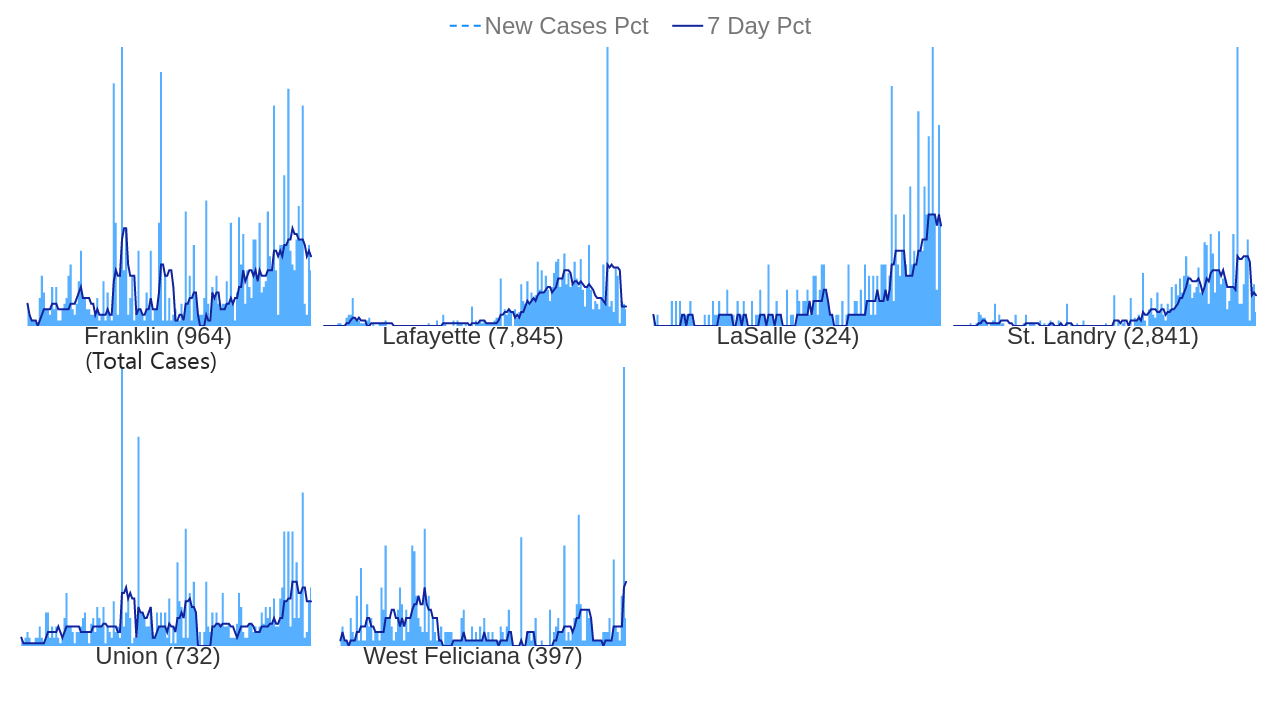 New Cases Pct 7 Day Pct
Franklin (964) Lafayette (7,845) LaSalle (324) St. Landry (2,841)
(Total Cases)
Union (732) West Feliciana (397)